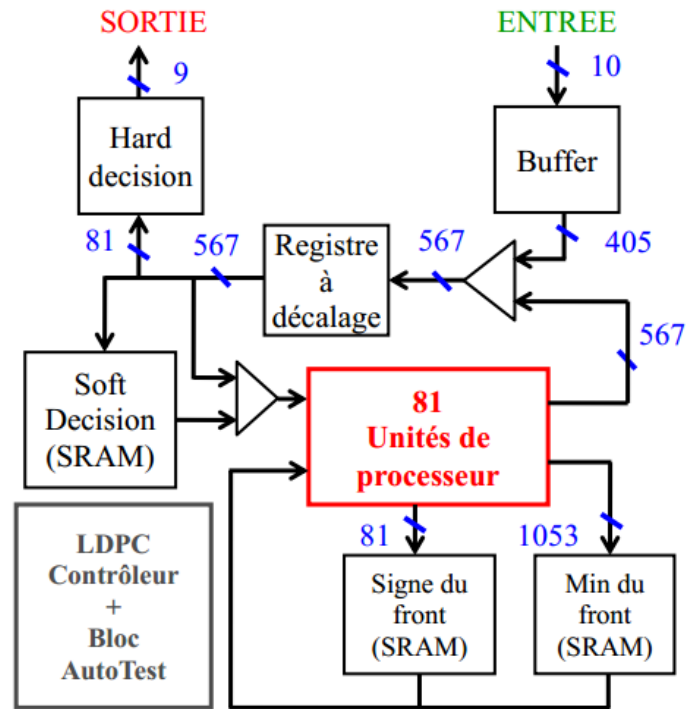 SORTIE
ENTREE
9
10
Hard
decision
Buffer
81
567
Registre
à
décalage
567
405
567
Soft
Decision
(SRAM)
81
Unités de
processeur
LDPC
Contrôleur
+
Bloc
AutoTest
81
1053
Signe du
front
(SRAM)
Min du
front
(SRAM)